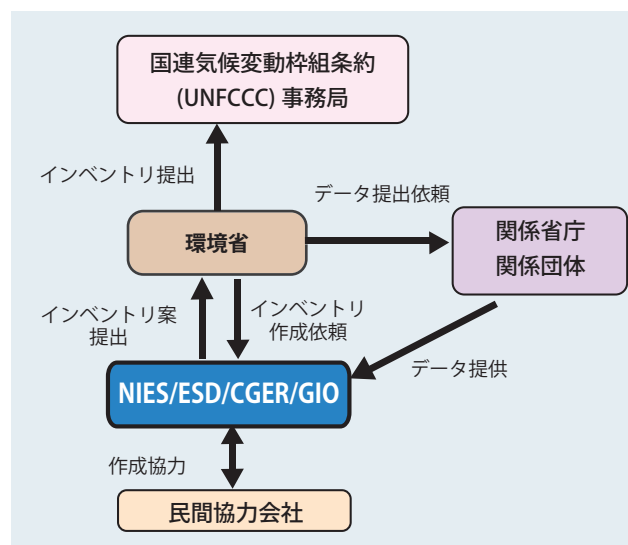 国連気候変動枠組条約
(UNFCCC) 事務局
インベントリ提出
データ提出依頼
環境省
関係省庁
関係団体
インベントリ案
提出
インベントリ
作成依頼
データ提供
NIES/ESD/CGER/GIO
作成協力
民間協力会社